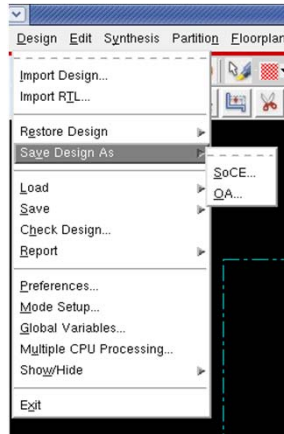 Design Edit Synthesis Partition Floorplan
Import Design...
Import RTL...
Restore Design
Save Design As
SoCE...
OA...
Load
Save
Check Design...
Report
Preferences...
Mode Setup...
Global Variables...
Multiple CPU Processing...
Show/Hide
Exit